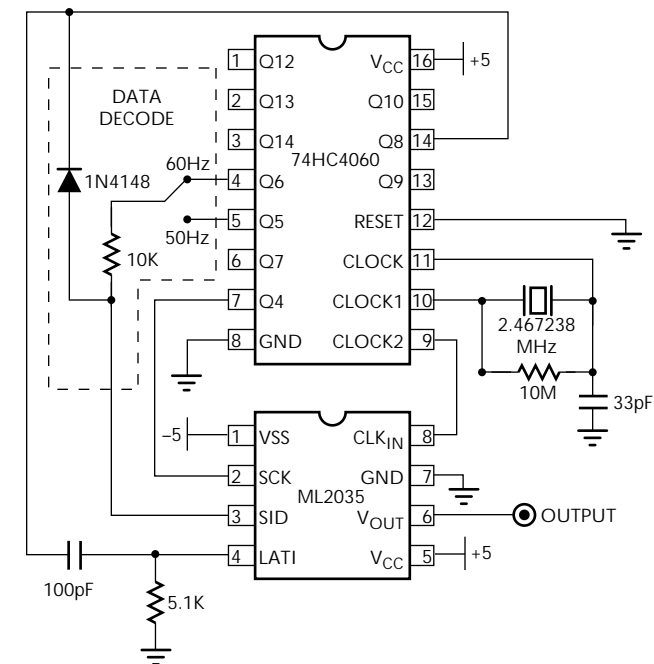 DATA
DECODE
60Hz
50Hz
1N4148
10K
1 Q12
2 Q13
3 Q14
4 Q6
5 Q5
6 Q7
7 Q4
8 GND
74HC4060
VCC 16 +5
Q10 15
Q8 14
Q9 13
RESET 12
CLOCK 11
CLOCK1 10
CLOCK2 9
2.467238
MHz
10M
33pF
–5 1 VSS
2 SCK
3 SID
4 LATI
ML2035
CLKIN 8
GND 7
VOUT 6
VCC 5 +5
OUTPUT
100pF
5.1K